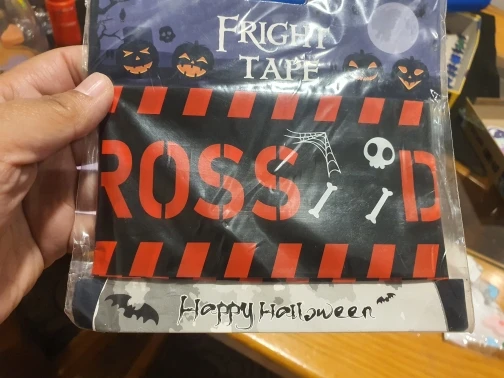 FRIGHT
TAPE
ROSS D
Happy Halloween